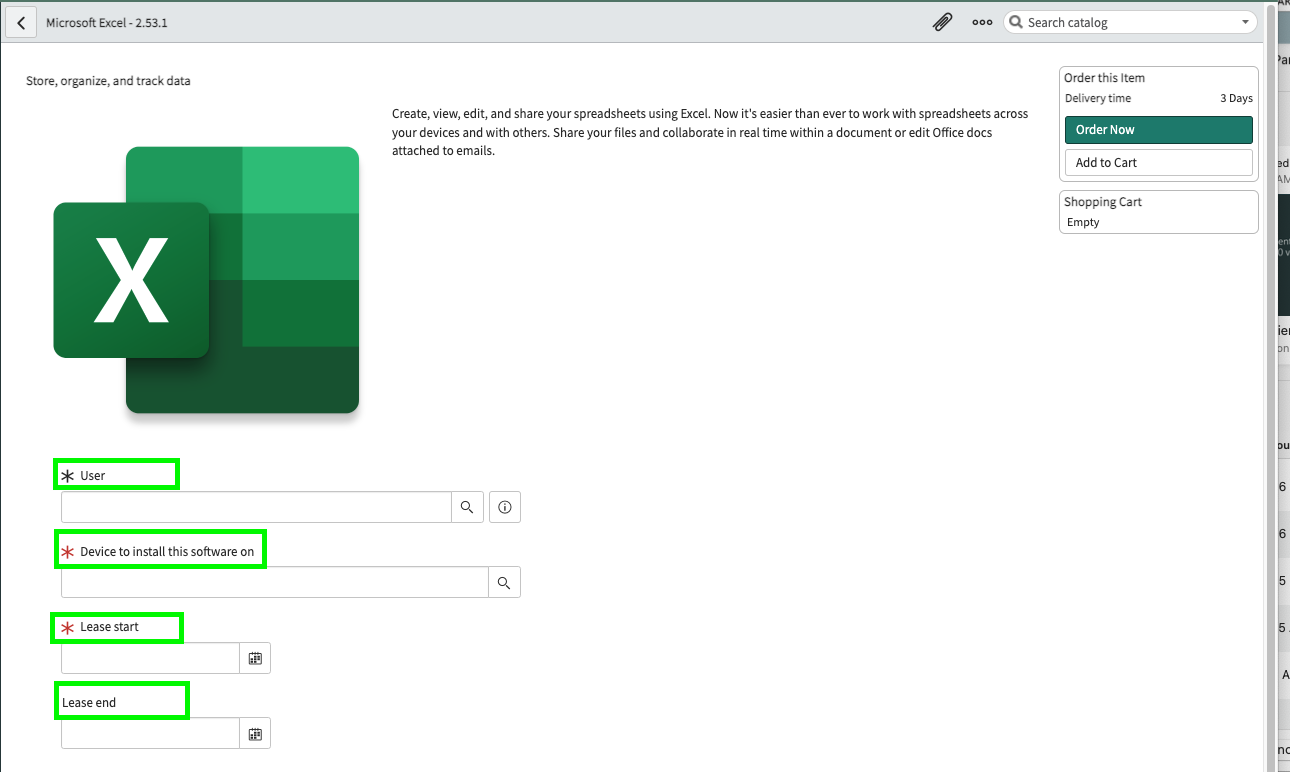 Microsoft Excel - 2.53.1
Search catalog
Store, organize, and track data
Create, view, edit, and share your spreadsheets using Excel. Now it's easier than ever to work with spreadsheets across
your devices and with others. Share your files and collaborate in real time within a document or edit Office docs
attached to emails.
Order this Item
Delivery time 3 Days
Order Now
Add to Cart
Shopping Cart
Empty
X
* User
* Device to install this software on
* Lease start
Lease end